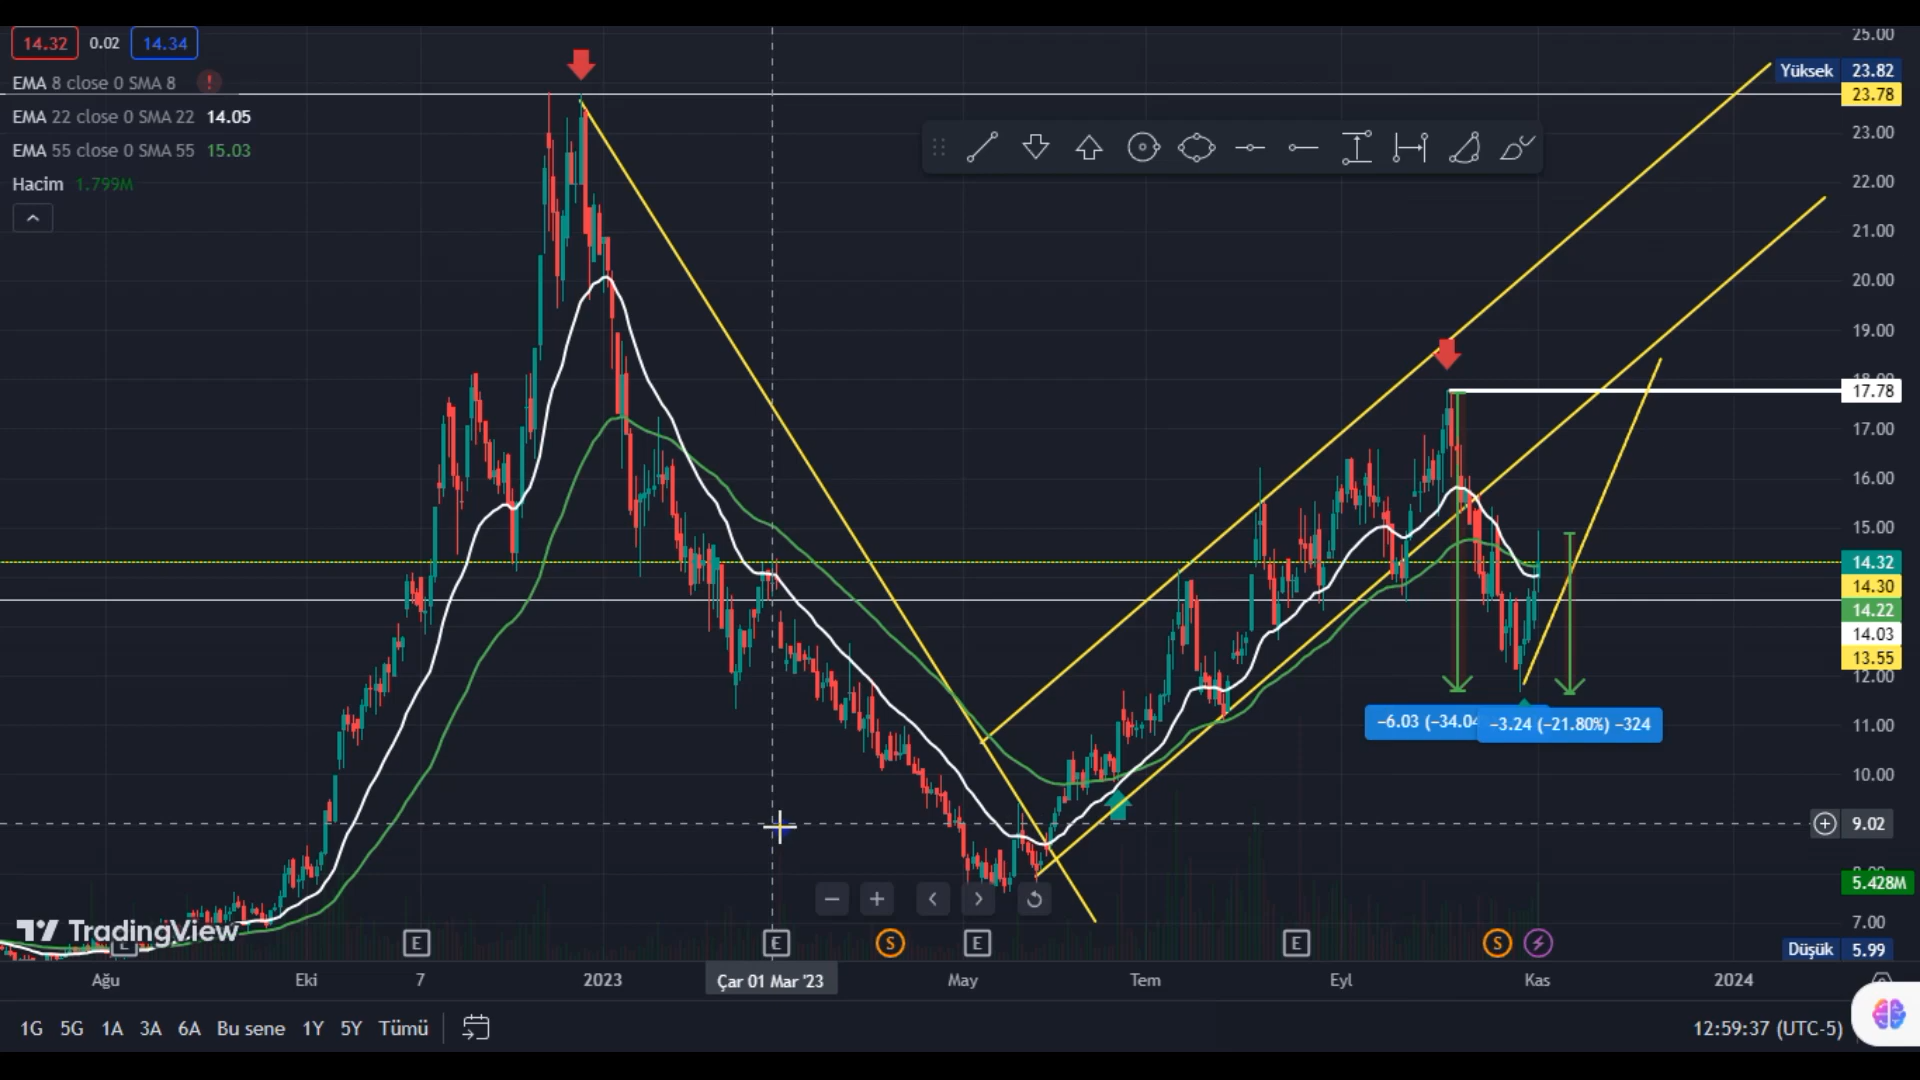 14.32 0.02 14.34
EMA 8 close 0 SMA 8 !
EMA 22 close 0 SMA 22 14.05
EMA 55 close 0 SMA 55 15.03
Hacim 1.799M
25.00
Yüksek 23.82
23.78
23.00
22.00
21.00
20.00
19.00
17.78
17.00
16.00
15.00
14.32
14.30
14.22
14.03
13.55
12.00
11.00
10.00
9.02
5.428M
7.00
Düşük 5.99
−6.03 (−34.04
−3.24 (−21.80%) −324
TradingView
E E S E E S
Ağu Eki 7 2023 Çar 01 Mar '23 May Tem Eyl Kas 2024
1G 5G 1A 3A 6A Bu sene 1Y 5Y Tümü 12:59:37 (UTC-5)